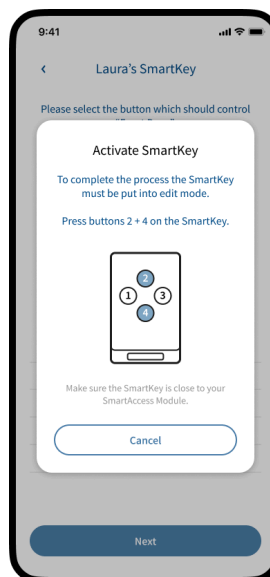 9:41
Laura's SmartKey
Please select the button which should control
Activate SmartKey
To complete the process the SmartKey
must be put into edit mode.
Press buttons 2 + 4 on the SmartKey.
2
1 3
4
Make sure the SmartKey is close to your
SmartAccess Module.
Cancel
Next